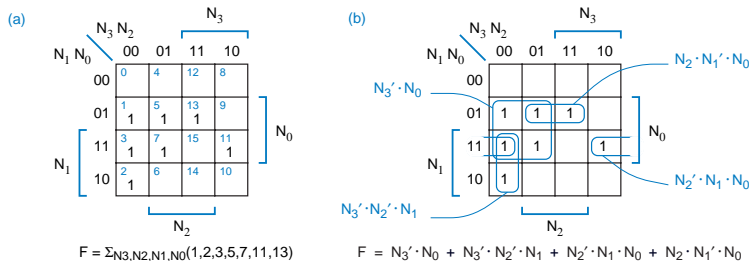 (a)
N3 N2
N3
N1 N0
00 01 11 10
00
0 4 12 8
01
1 5 13 9
1 1 1
N0
11
3 7 15 11
1 1 1
N1
10
2 6 14 10
1
N2
F = ΣN3,N2,N1,N0(1,2,3,5,7,11,13)
(b)
N3 N2
N3
N1 N0
00 01 11 10
N2·N1′·N0
00
N3′·N0
01
1 1 1
N0
11
1 1 1
N1
10
1
N2′·N1·N0
N3′·N2′·N1
N2
F = N3′·N0 + N3′·N2′·N1 + N2′·N1·N0 + N2·N1′·N0